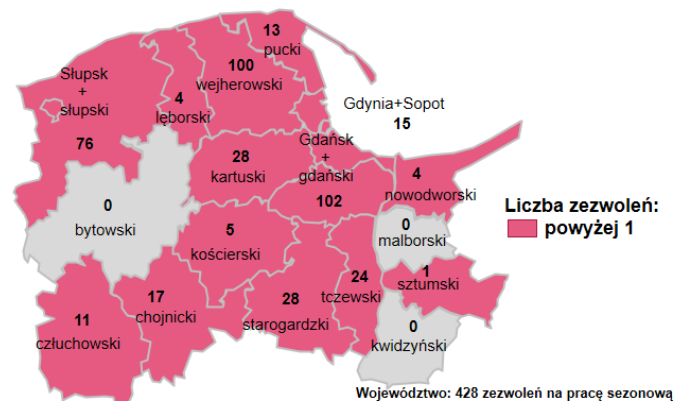 13
pucki
100
wejherowski
Słupsk
+
słupski
76
4
lęborski
Gdynia+Sopot
15
Gdańsk
+
gdański
102
28
kartuski
4
nowodworski
0
bytowski
5
kościerski
0
malborski
Liczba zezwoleń:
powyżej 1
17
chojnicki
24
tczewski
1
sztumski
11
człuchowski
28
starogardzki
0
kwidzyński
Województwo: 428 zezwoleń na pracę sezonową